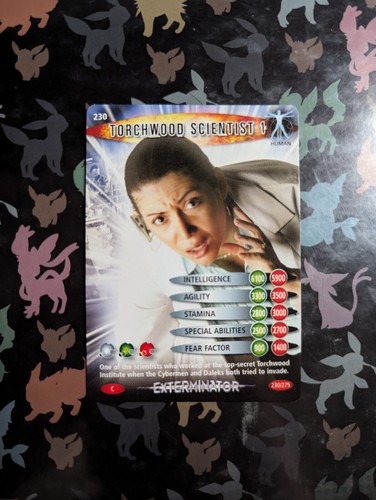 230
TORCHWOOD SCIENTIST 1
HUMAN
INTELLIGENCE 6100 5900
AGILITY 3300 3500
STAMINA 2800 3000
SPECIAL ABILITIES 2500 2700
FEAR FACTOR 900 1400
One of the scientists who worked at the top-secret Torchwood
Institute when the Cybermen and Daleks both tried to invade.
C EXTERMINATOR 230/275